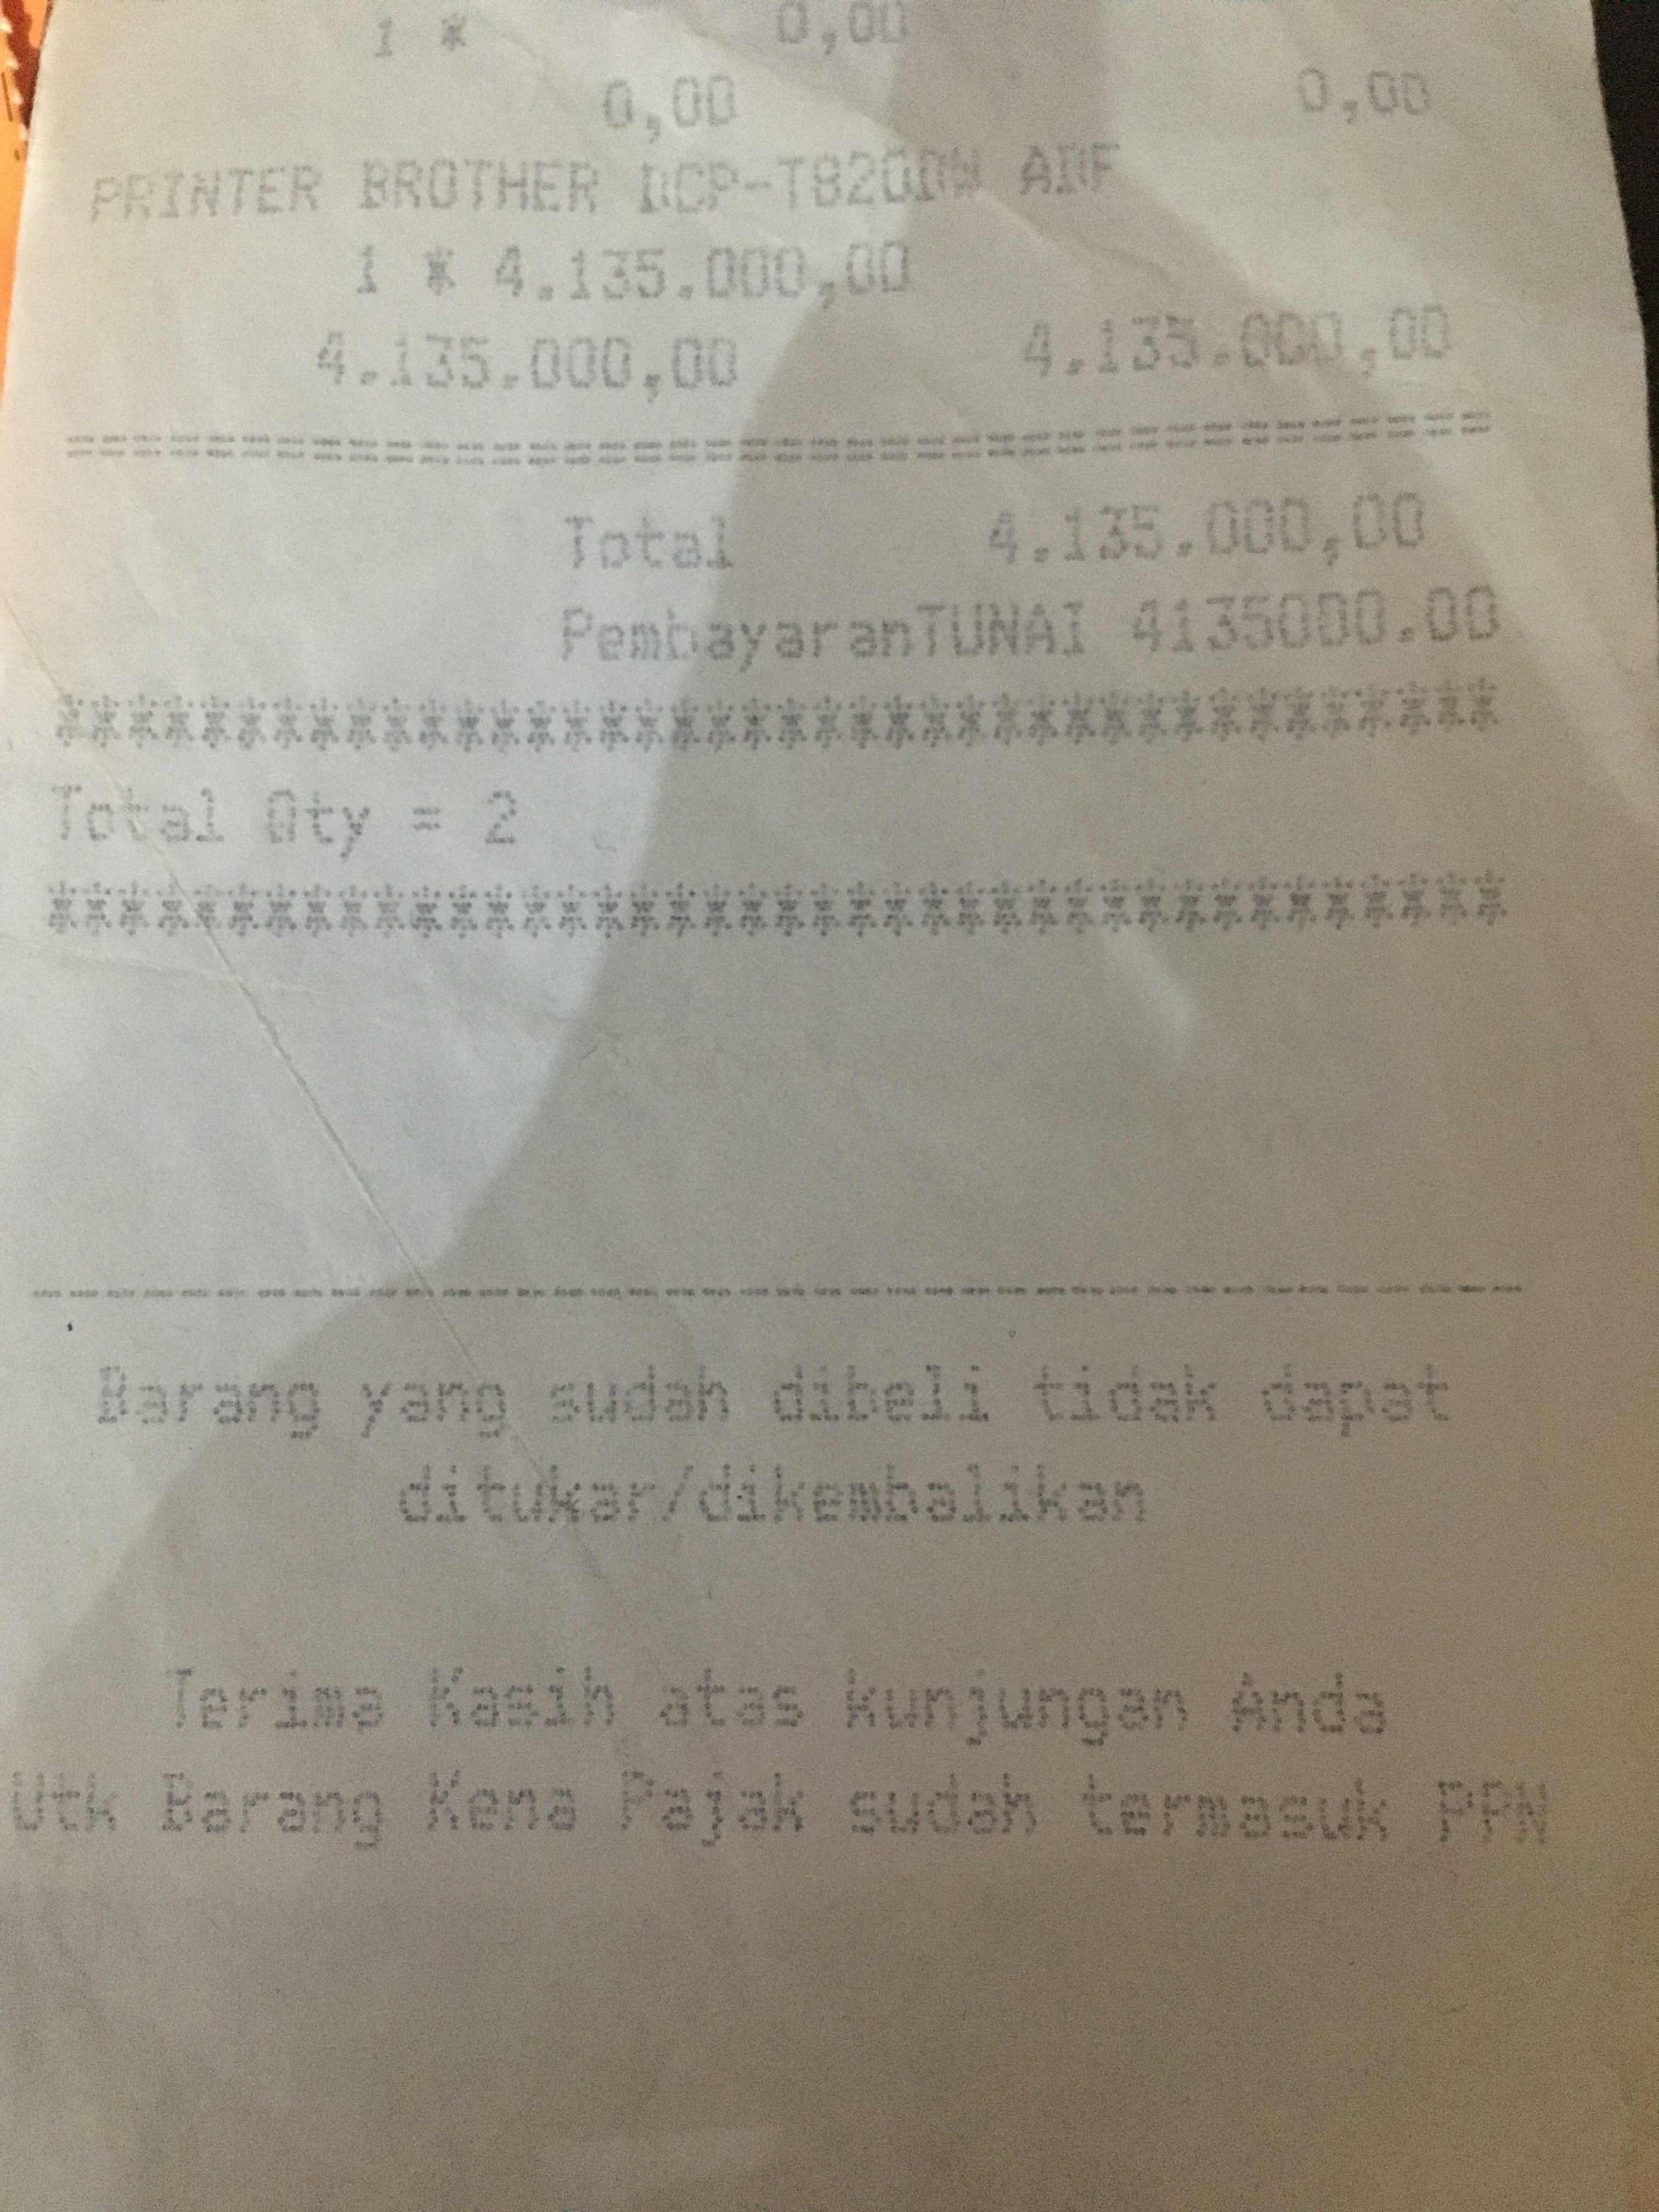 1 * 0,00
0,00 0,00
PRINTER BROTHER DCP-T820DW ADF
1 * 4.135.000,00
4.135.000,00 4.135.000,00
========================================
Total 4.135.000,00
PembayaranTUNAI 4135000.00
****************************************
Total Qty = 2
****************************************
----------------------------------------
Barang yang sudah dibeli tidak dapat
ditukar/dikembalikan
Terima Kasih atas kunjungan Anda
Utk Barang Kena Pajak sudah termasuk PPN